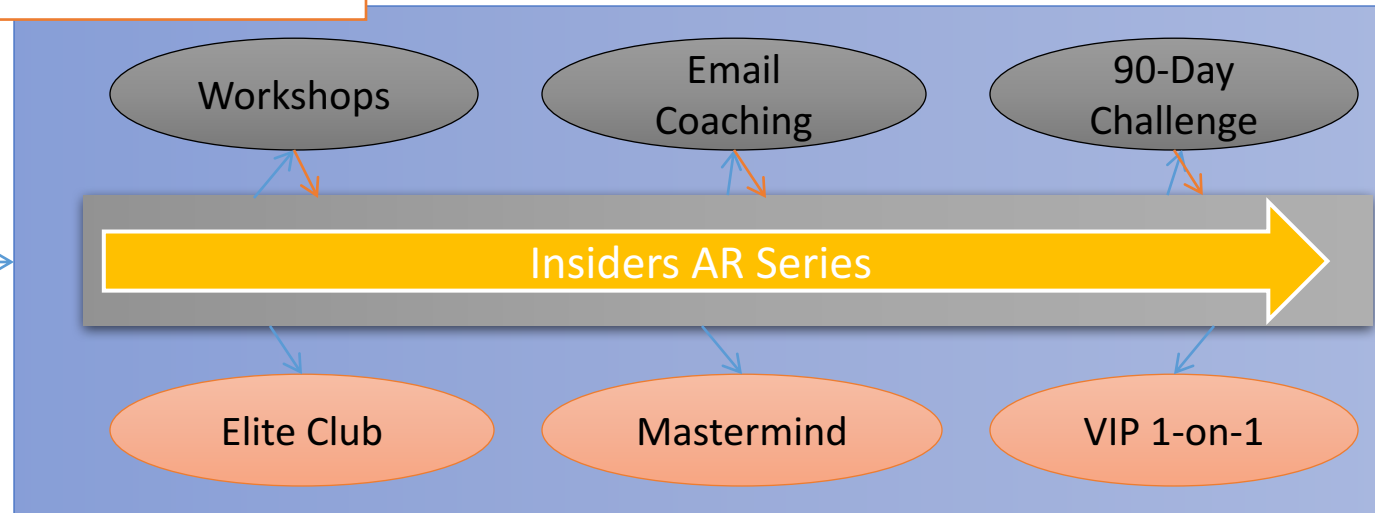 Workshops
Email
Coaching
90-Day
Challenge
Insiders AR Series
Elite Club
Mastermind
VIP 1-on-1